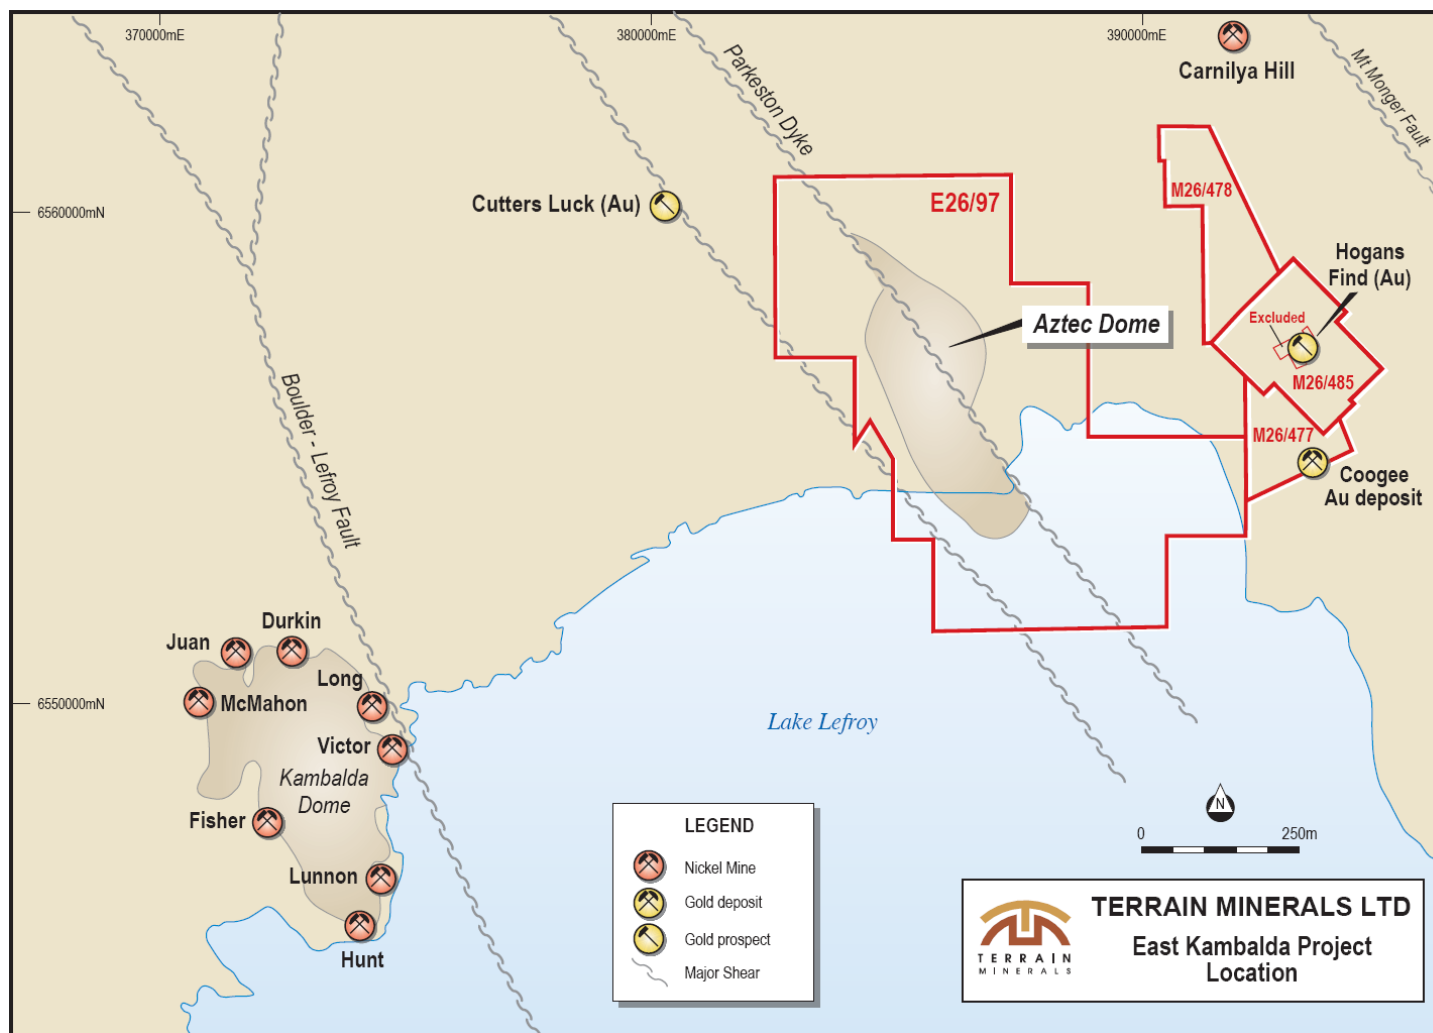 370000mE
380000mE
390000mE
Carnilya Hill
Mt Monger Fault
Parkeston Dyke
6560000mN
Cutters Luck (Au)
E26/97
M26/478
Hogans
Find (Au)
Excluded
Aztec Dome
M26/485
M26/477
Coogee
Au deposit
Boulder - Lefroy Fault
Durkin
Juan
Long
McMahon
6550000mN
Victor
Kambalda
Dome
Lake Lefroy
Fisher
Lunnon
Hunt
N
0 250m
LEGEND
Nickel Mine
Gold deposit
Gold prospect
Major Shear
TERRAIN
MINERALS
TERRAIN MINERALS LTD
East Kambalda Project
Location